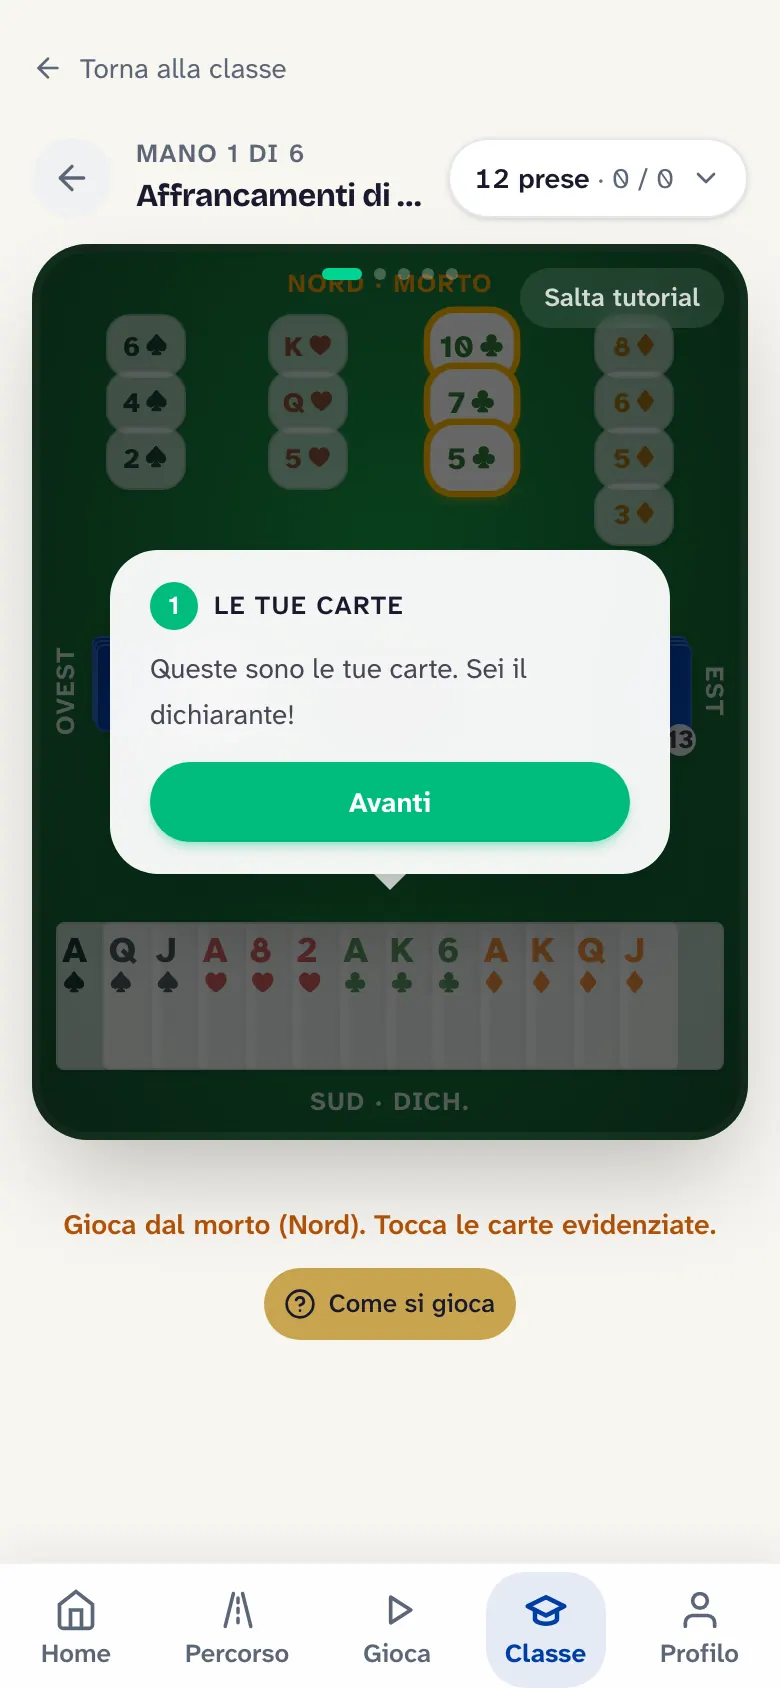 Torna alla classe
MANO 1 DI 6
Affrancamenti di ...
12 prese · 0 / 0
NORD · MORTO
Salta tutorial
6♠ K♥ 10♣ 8♦
4♠ Q♥ 7♣ 6♦
2♠ 5♥ 5♣ 5♦
3♦
1 LE TUE CARTE
Queste sono le tue carte. Sei il
dichiarante!
Avanti
OVEST
EST
13
A Q J A 8 2 A K 6 A K Q J
♠ ♠ ♠ ♥ ♥ ♥ ♣ ♣ ♣ ♦ ♦ ♦ ♦
SUD · DICH.
Gioca dal morto (Nord). Tocca le carte evidenziate.
Come si gioca
Home Percorso Gioca Classe Profilo